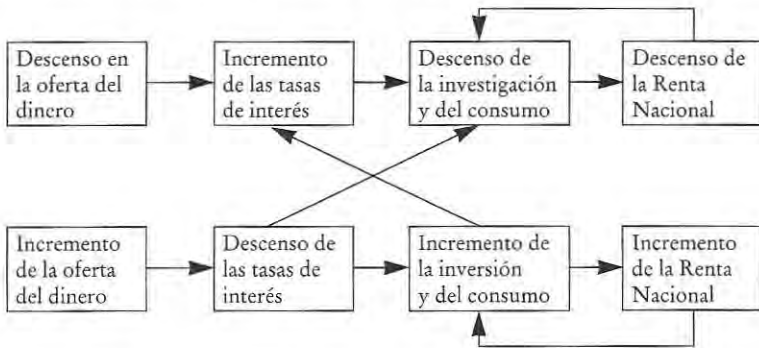 Descenso en
la oferta del
dinero
Incremento
de las tasas
de interés
Descenso de
la investigación
y del consumo
Descenso de
la Renta
Nacional
Incremento
de la oferta
del dinero
Descenso de
las tasas de
interés
Incremento de
la inversión
y del consumo
Incremento
de la Renta
Nacional